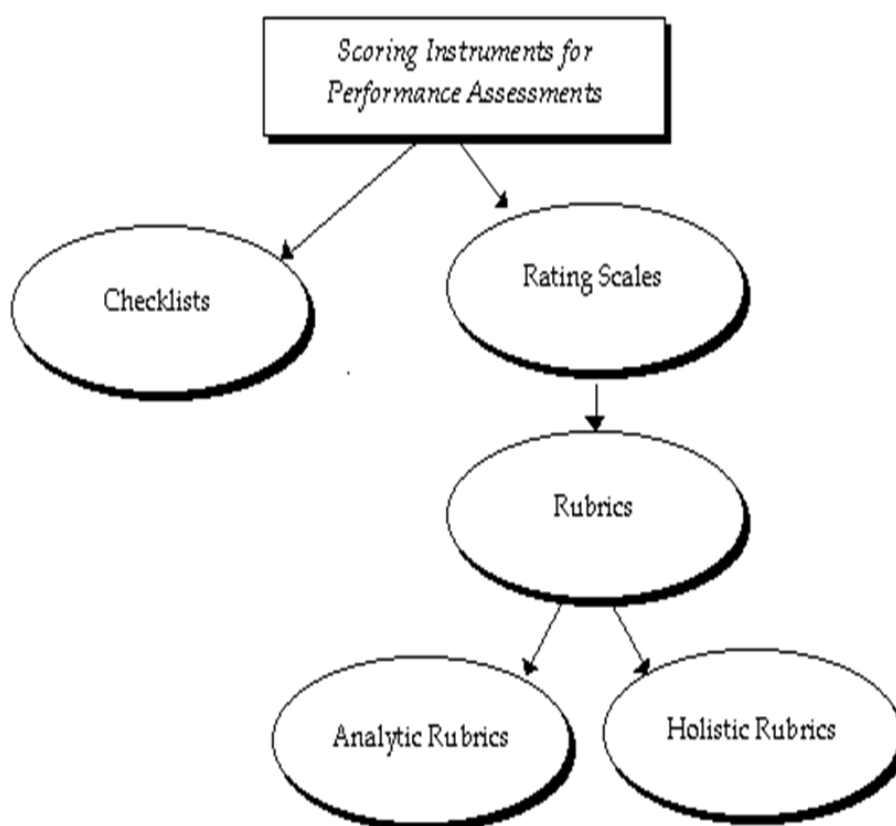 Scoring Instruments for
Performance Assessments
Checklists
Rating Scales
Rubrics
Analytic Rubrics
Holistic Rubrics